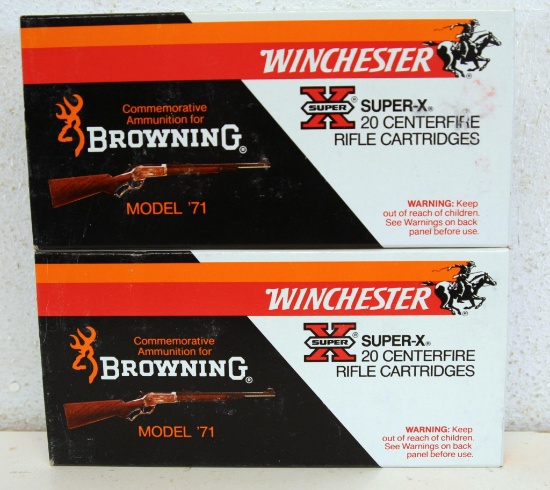 WINCHESTER®
Commemorative
Ammunition for
BROWNING®
MODEL '71
X SUPER
SUPER-X®
20 CENTERFIRE
RIFLE CARTRIDGES
WARNING: Keep
out of reach of children.
See Warnings on back
panel before use.
WINCHESTER®
Commemorative
Ammunition for
BROWNING®
MODEL '71
X SUPER
SUPER-X®
20 CENTERFIRE
RIFLE CARTRIDGES
WARNING: Keep
out of reach of children.
See Warnings on back
panel before use.